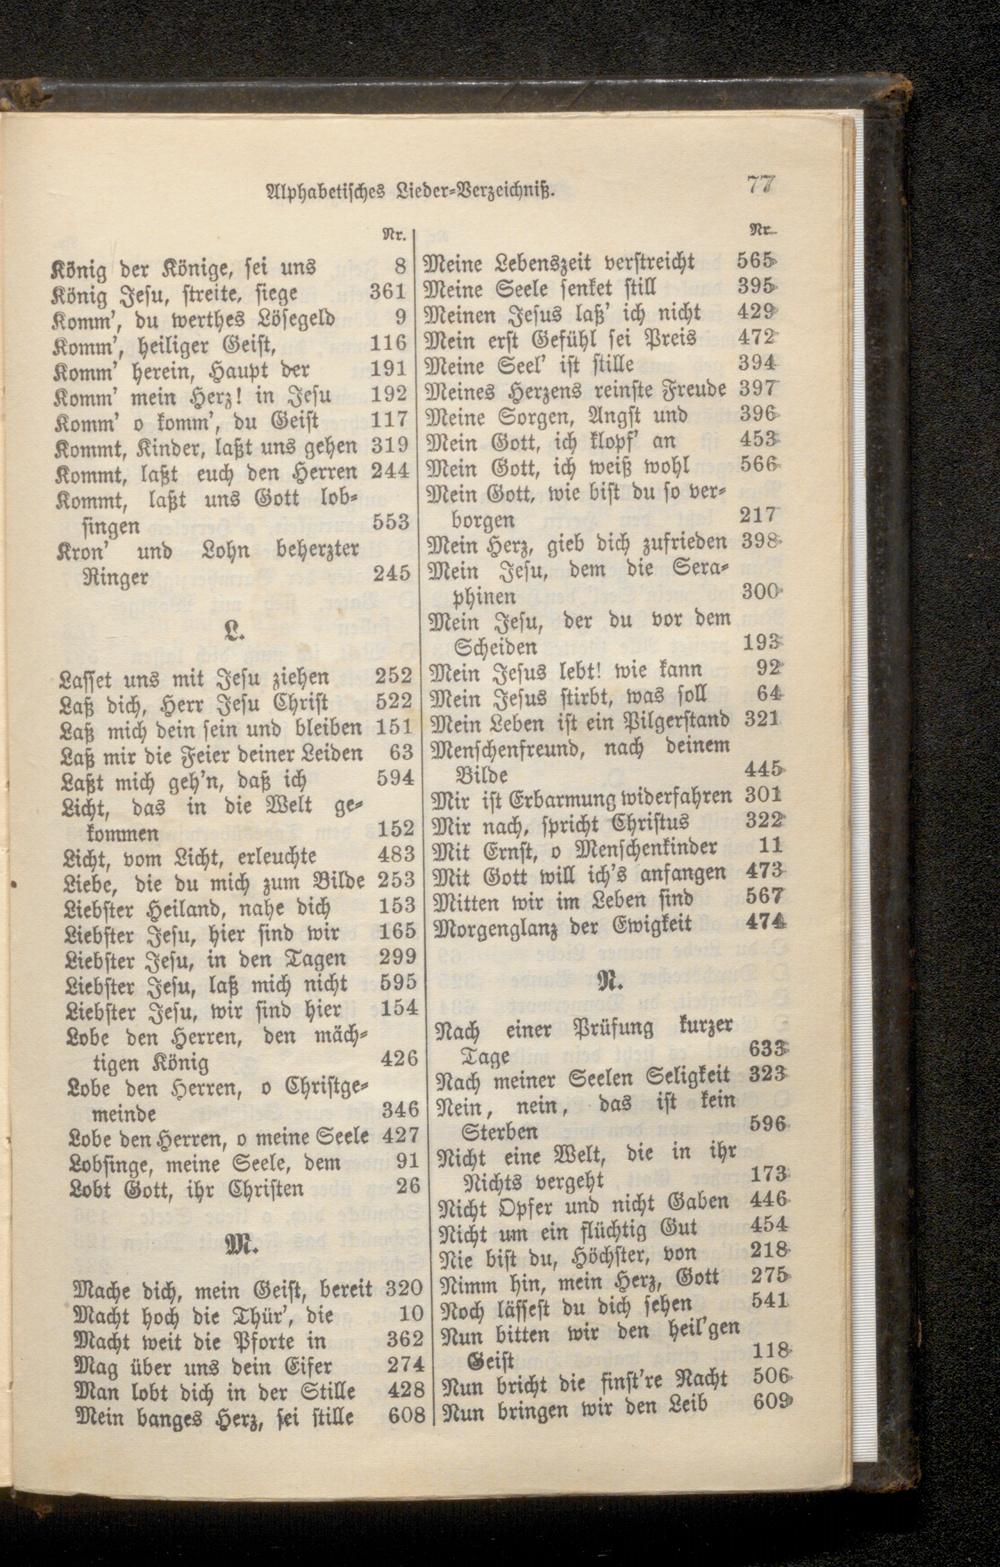 Alphabetisches Lieder-Verzeichniß. 77
Nr.
König der Könige, sei uns 8
König Jesu, streite, siege 361
Komm', du werthes Lösegeld 9
Komm', heiliger Geist, 116
Komm' herein, Haupt der 191
Komm' mein Herz! in Jesu 192
Komm' o komm', du Geist 117
Kommt, Kinder, laßt uns gehen 319
Kommt, laßt euch den Herren 244
Kommt, laßt uns Gott lob-
singen 553
Kron' und Lohn beherzter
Ringer 245
L.
Lasset uns mit Jesu ziehen 252
Laß dich, Herr Jesu Christ 522
Laß mich dein sein und bleiben 151
Laß mir die Feier deiner Leiden 63
Laßt mich geh'n, daß ich 594
Licht, das in die Welt ge-
kommen 152
Licht, vom Licht, erleuchte 483
Liebe, die du mich zum Bilde 253
Liebster Heiland, nahe dich 153
Liebster Jesu, hier sind wir 165
Liebster Jesu, in den Tagen 299
Liebster Jesu, laß mich nicht 595
Liebster Jesu, wir sind hier 154
Lobe den Herren, den mäch-
tigen König 426
Lobe den Herren, o Christge-
meinde 346
Lobe den Herren, o meine Seele 427
Lobsinge, meine Seele, dem 91
Lobt Gott, ihr Christen 26
M.
Mache dich, mein Geist, bereit 320
Macht hoch die Thür', die 10
Macht weit die Pforte in 362
Mag über uns dein Eifer 274
Man lobt dich in der Stille 428
Mein banges Herz, sei stille 608
Nr.
Meine Lebenszeit verstreicht 565
Meine Seele senket still 395
Meinen Jesus laß' ich nicht 429
Mein erst Gefühl sei Preis 472
Meine Seel' ist stille 394
Meines Herzens reinste Freude 397
Meine Sorgen, Angst und 396
Mein Gott, ich klopf' an 453
Mein Gott, ich weiß wohl 566
Mein Gott, wie bist du so ver-
borgen 217
Mein Herz, gieb dich zufrieden 398
Mein Jesu, dem die Sera-
phinen 300
Mein Jesu, der du vor dem
Scheiden 193
Mein Jesus lebt! wie kann 92
Mein Jesus stirbt, was soll 64
Mein Leben ist ein Pilgerstand 321
Menschenfreund, nach deinem
Bilde 445
Mir ist Erbarmung widerfahren 301
Mir nach, spricht Christus 322
Mit Ernst, o Menschenkinder 11
Mit Gott will ich's anfangen 473
Mitten wir im Leben sind 567
Morgenglanz der Ewigkeit 474
N.
Nach einer Prüfung kurzer
Tage 633
Nach meiner Seelen Seligkeit 323
Nein, nein, das ist kein
Sterben 596
Nicht eine Welt, die in ihr
Nichts vergeht 173
Nicht Opfer und nicht Gaben 446
Nicht um ein flüchtig Gut 454
Nie bist du, Höchster, von 218
Nimm hin, mein Herz, Gott 275
Noch lässest du dich sehen 541
Nun bitten wir den heil'gen
Geist 118
Nun bricht die finst're Nacht 506
Nun bringen wir den Leib 609